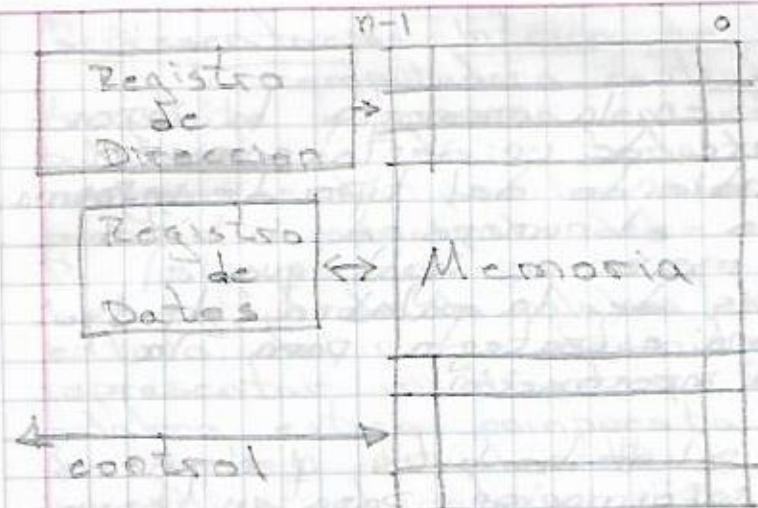 n-1 0
Registro
de
Direccion
Registro
de
Datos
Memoria
control